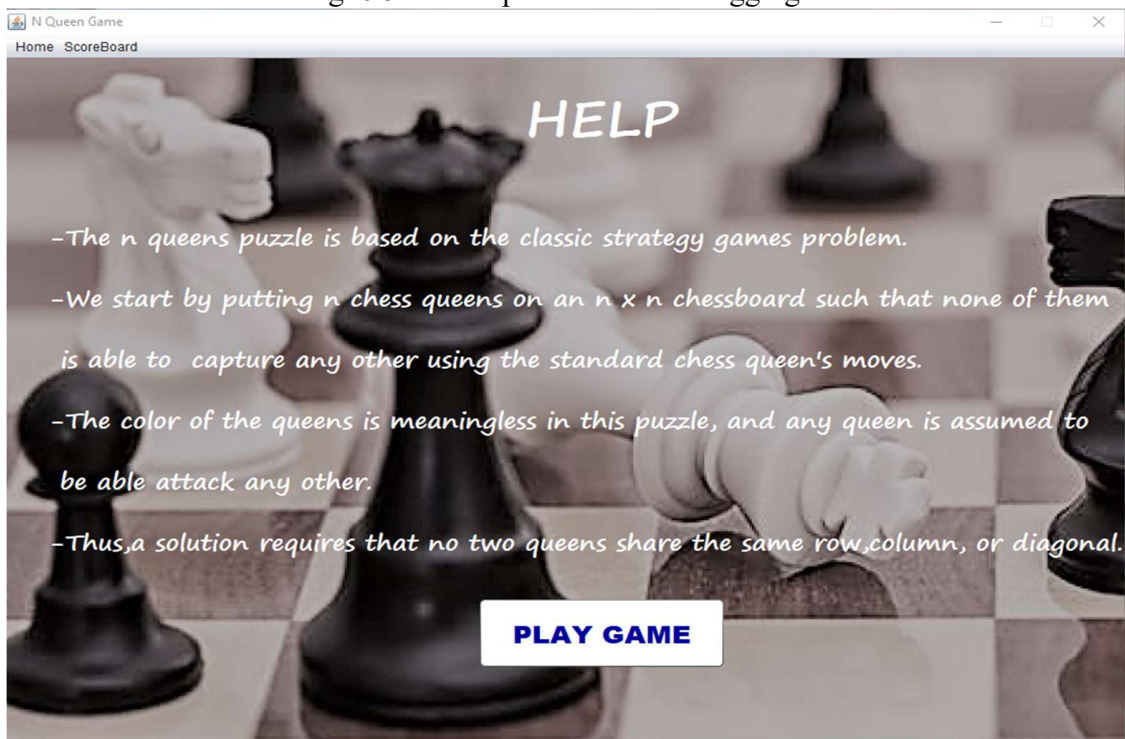 N Queen Game
Home ScoreBoard
HELP
-The n queens puzzle is based on the classic strategy games problem.
-We start by putting n chess queens on an n x n chessboard such that none of them
is able to capture any other using the standard chess queen's moves.
-The color of the queens is meaningless in this puzzle, and any queen is assumed to
be able attack any other.
-Thus,a solution requires that no two queens share the same row,column, or diagonal.
PLAY GAME